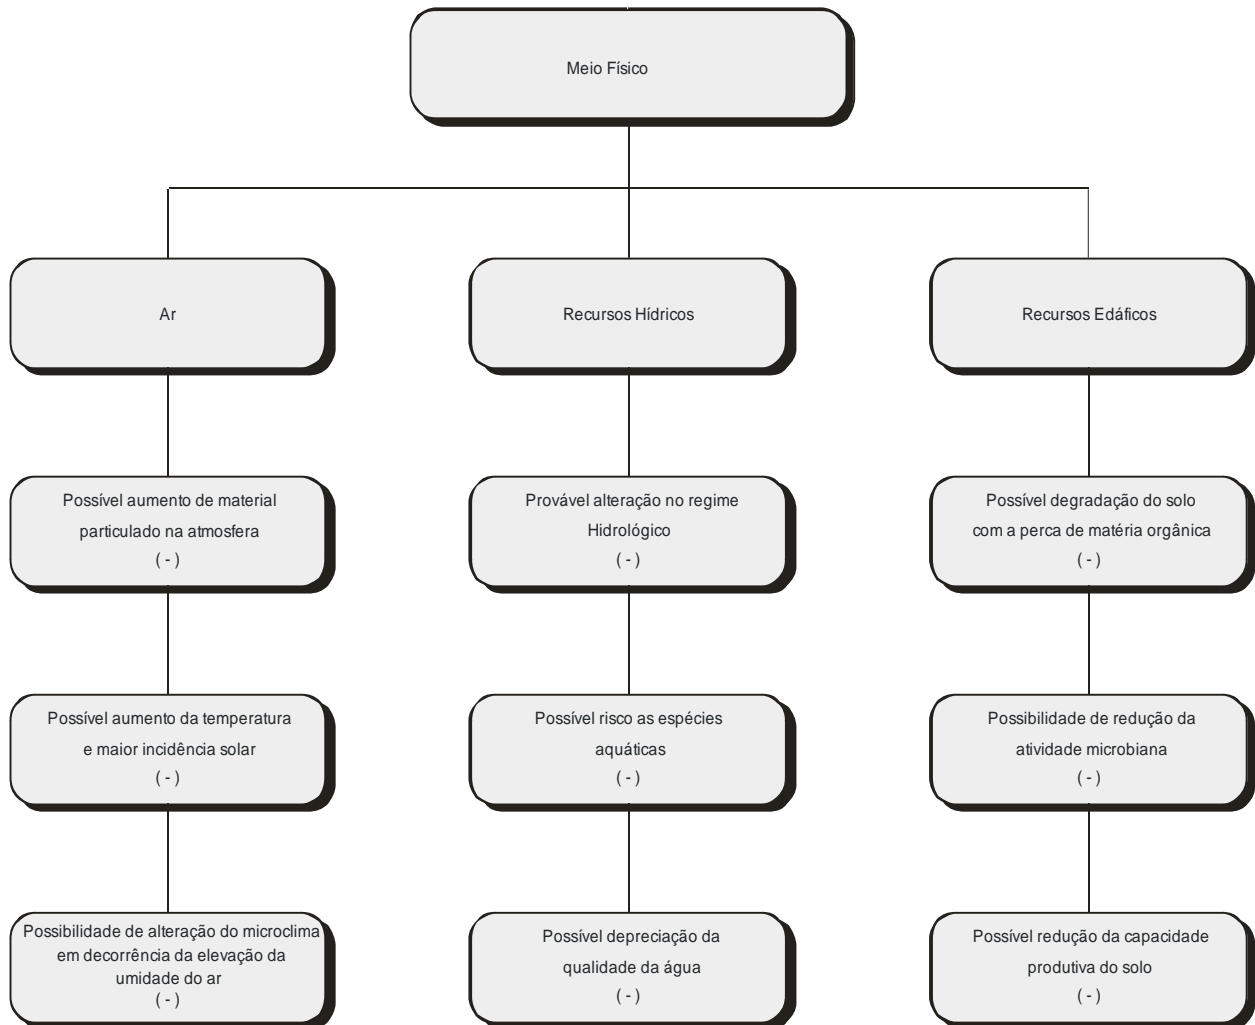 Meio Físico
Ar
Recursos Hídricos
Recursos Edáficos
Possível aumento de material
particulado na atmosfera
( - )
Provável alteração no regime
Hidrológico
( - )
Possível degradação do solo
com a perca de matéria orgânica
( - )
Possível aumento da temperatura
e maior incidência solar
( - )
Possível risco as espécies
aquáticas
( - )
Possibilidade de redução da
atividade microbiana
( - )
Possibilidade de alteração do microclima
em decorrência da elevação da
umidade do ar
( - )
Possível depreciação da
qualidade da água
( - )
Possível redução da capacidade
produtiva do solo
( - )